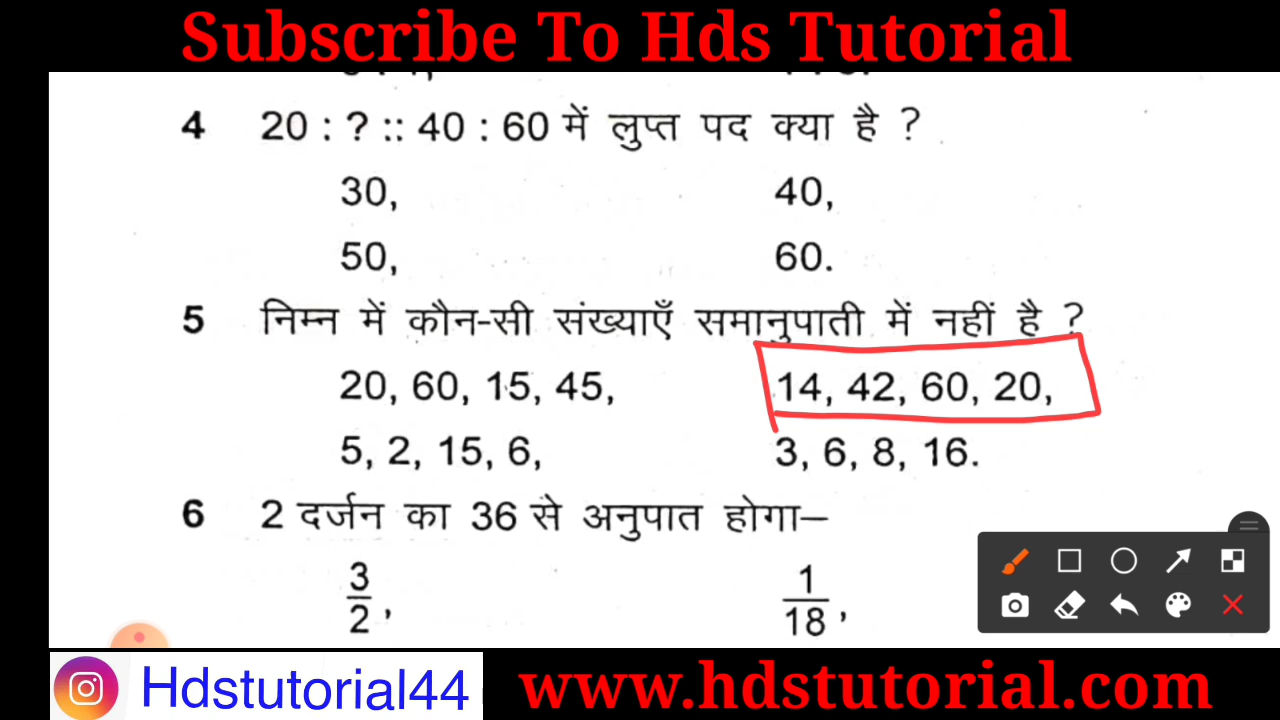 Subscribe To Hds Tutorial
4 20 : ? :: 40 : 60 में लुप्त पद क्या है ?
30, 40,
50, 60.
5 निम्न में कौन-सी संख्याएँ समानुपाती में नहीं है ?
20, 60, 15, 45, 14, 42, 60, 20,
5, 2, 15, 6, 3, 6, 8, 16.
6 2 दर्जन का 36 से अनुपात होगा–
3/2, 1/18,
Hdstutorial44 www.hdstutorial.com